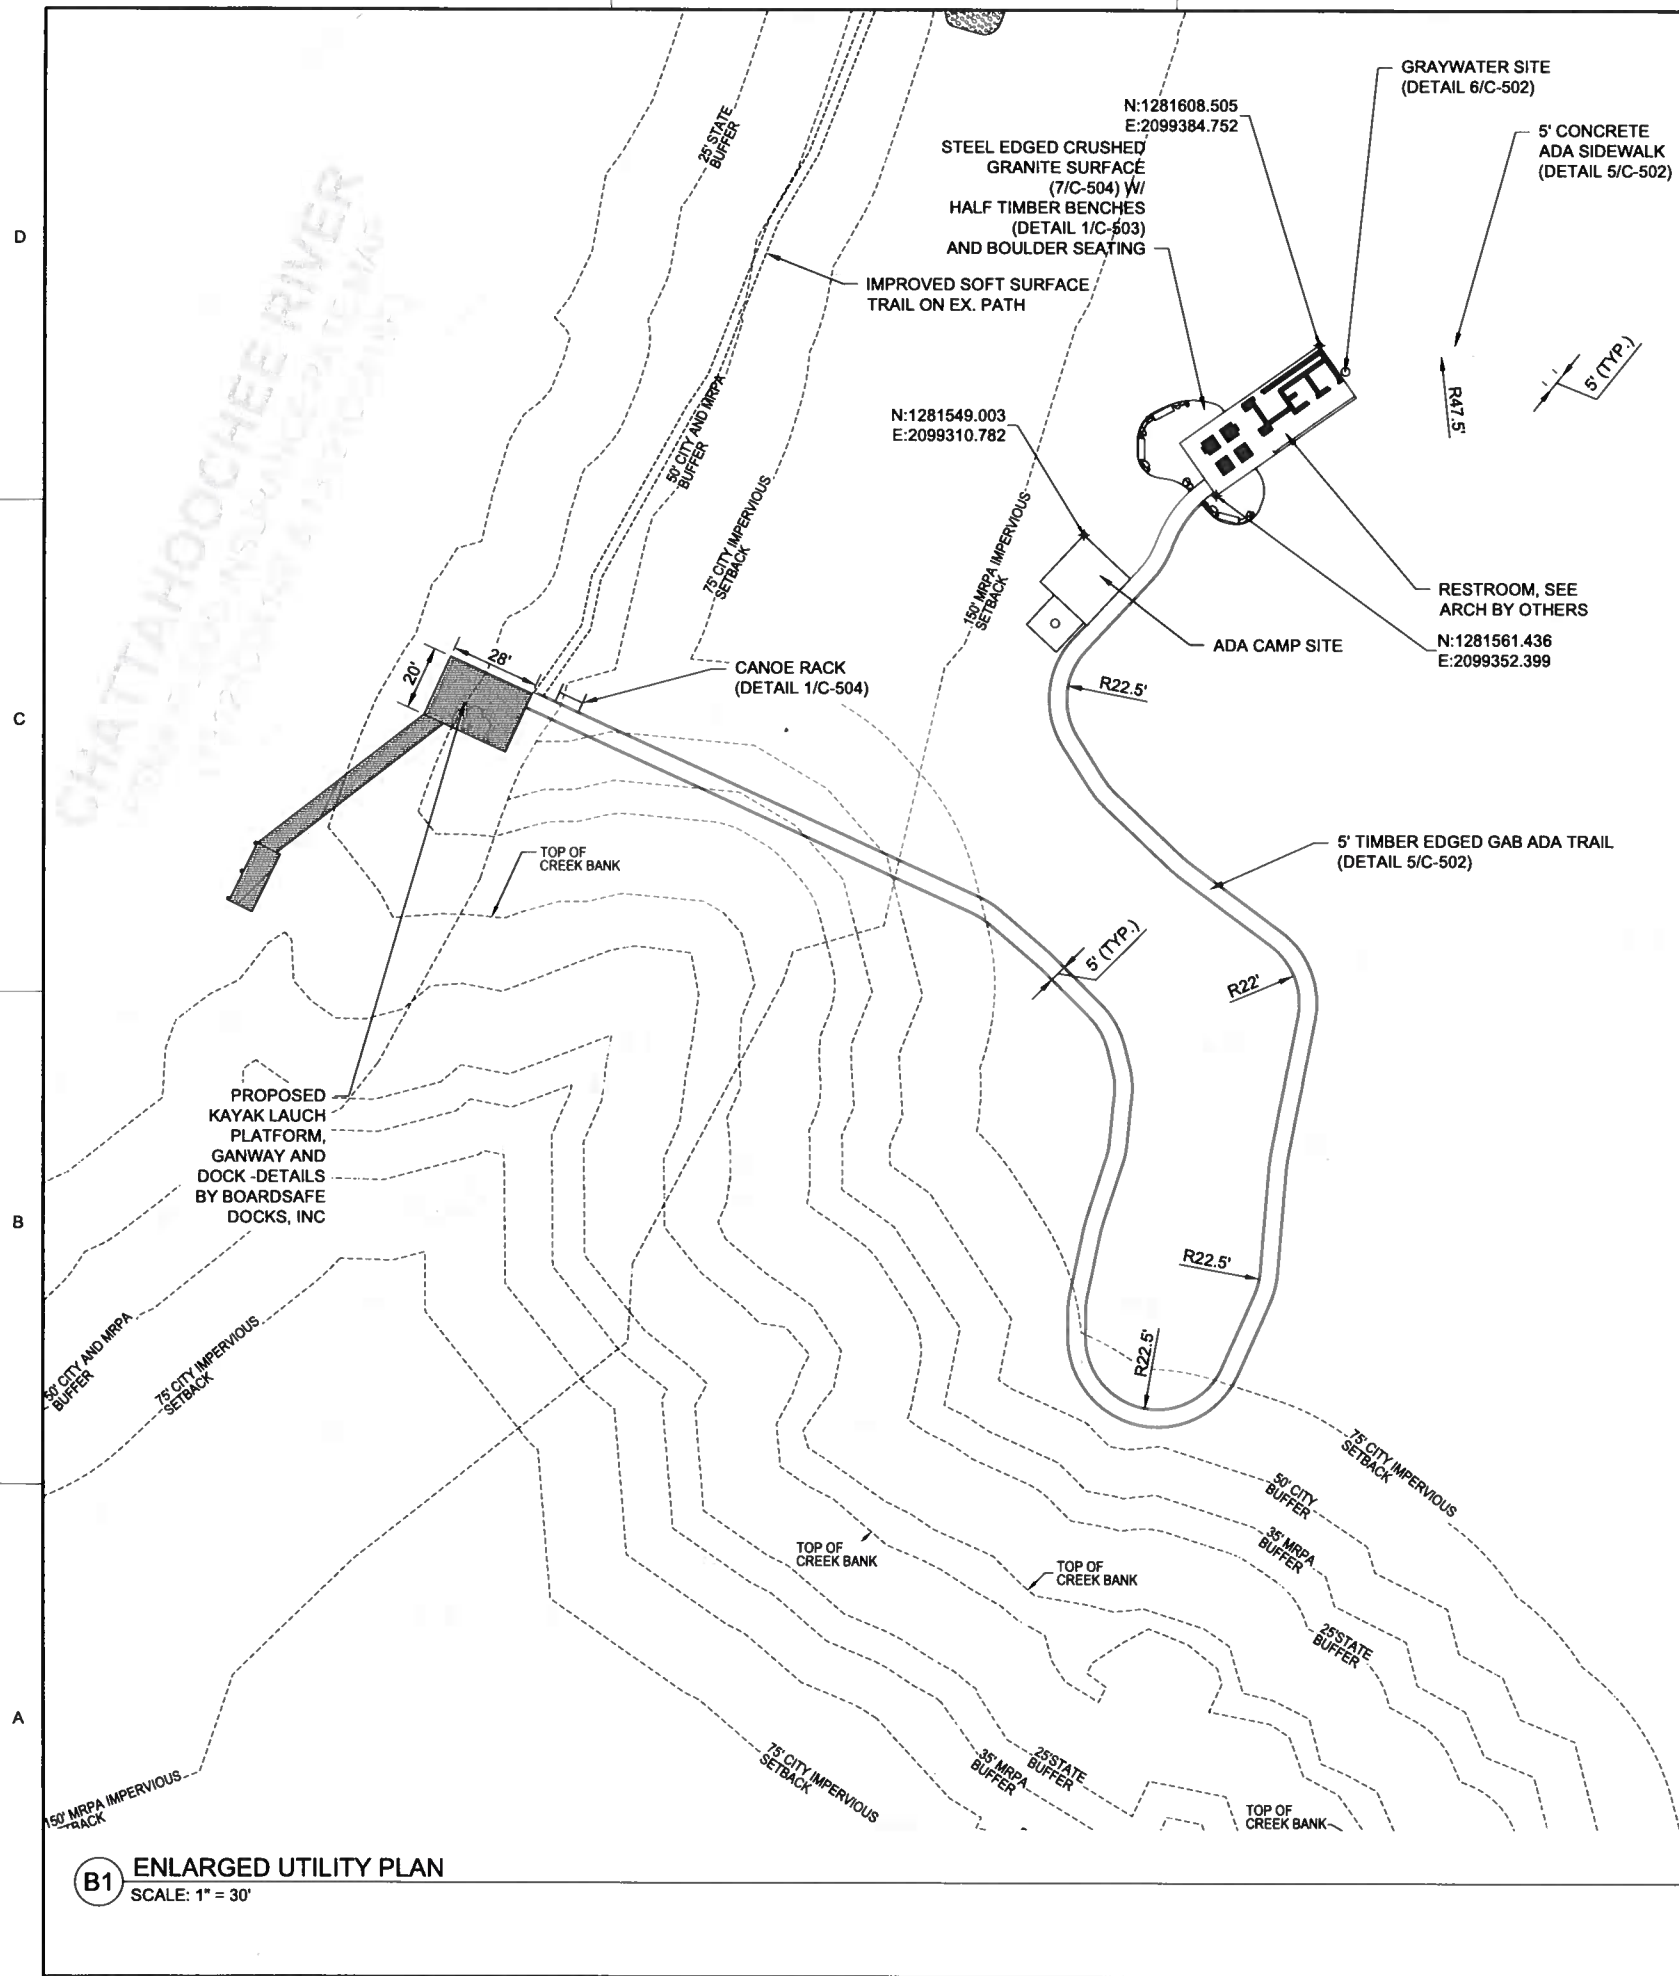 GRAYWATER SITE
(DETAIL 6/C-502)
N:1281608.505
E:2099384.752
5' CONCRETE
ADA SIDEWALK
(DETAIL 5/C-502)
25' STATE
BUFFER
STEEL EDGED CRUSHED
GRANITE SURFACE
(7/C-504) W/
HALF TIMBER BENCHES
(DETAIL 1/C-503)
AND BOULDER SEATING
D
CHATTAHOOCHEE RIVER
IMPROVED SOFT SURFACE
TRAIL ON EX. PATH
5' (TYP.)
R47.5'
50' CITY AND MRPA
BUFFER
N:1281549.003
E:2099310.782
75' CITY IMPERVIOUS
SETBACK
150' MRPA IMPERVIOUS
SETBACK
RESTROOM, SEE
ARCH BY OTHERS
N:1281561.436
E:2099352.399
ADA CAMP SITE
28'
20'
CANOE RACK
(DETAIL 1/C-504)
R22.5'
C
TOP OF
CREEK BANK
5' TIMBER EDGED GAB ADA TRAIL
(DETAIL 5/C-502)
5' (TYP.)
R22'
PROPOSED
KAYAK LAUCH
PLATFORM,
GANWAY AND
DOCK -DETAILS
BY BOARDSAFE
DOCKS, INC
B
R22.5'
R22.5'
50' CITY AND MRPA
BUFFER
75' CITY IMPERVIOUS
SETBACK
75' CITY IMPERVIOUS
SETBACK
50' CITY
BUFFER
35' MRPA
BUFFER
TOP OF
CREEK BANK
TOP OF
CREEK BANK
25'STATE
BUFFER
A
75' CITY IMPERVIOUS
SETBACK
35' MRPA
BUFFER
25'STATE
BUFFER
150' MRPA IMPERVIOUS
TBACK
TOP OF
CREEK BANK
B1
ENLARGED UTILITY PLAN
SCALE: 1" = 30'